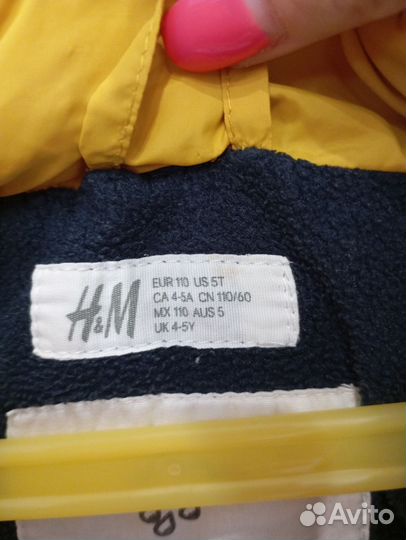 H&M
EUR 110 US 5T
CA 4-5A CN 110/60
MX 110 AUS 5
UK 4-5Y
Avito